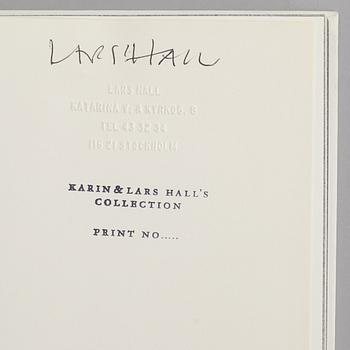 LARS HALL
LARS HALL
KATARINA V: A KYRKOG. 8
TEL 43 32 34
116 21 STOCKHOLM
KARIN & LARS HALL'S
COLLECTION
PRINT NO.....